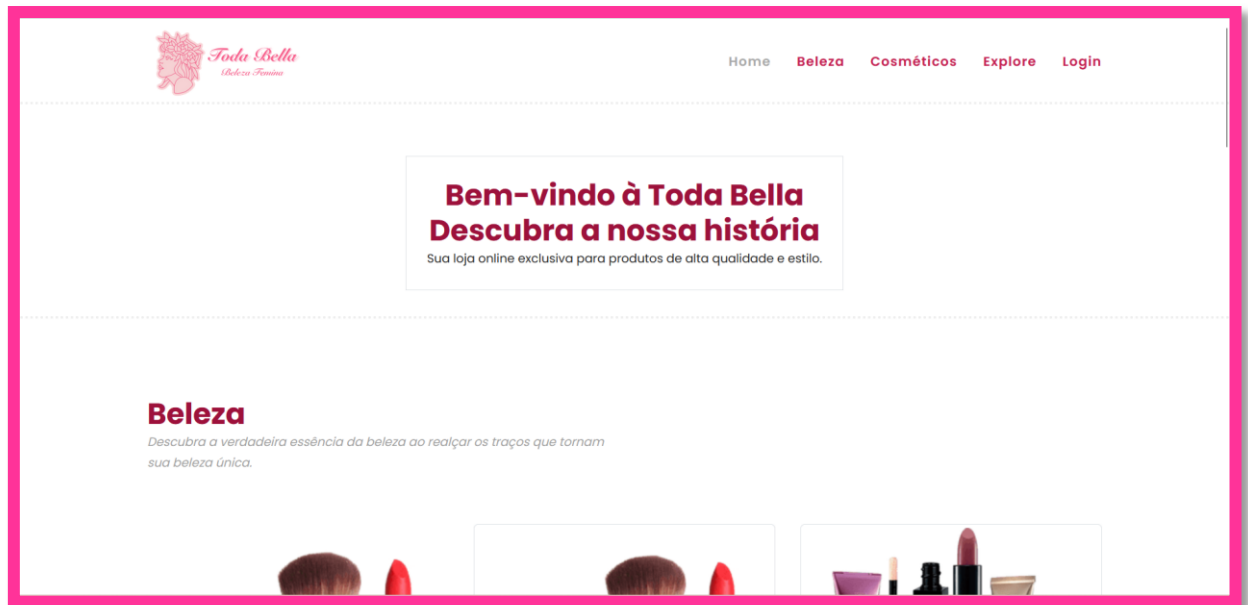 Toda Bella
Beleza Femina
Home Beleza Cosméticos Explore Login
Bem-vindo à Toda Bella
Descubra a nossa história
Sua loja online exclusiva para produtos de alta qualidade e estilo.
Beleza
Descubra a verdadeira essência da beleza ao realçar os traços que tornam
sua beleza única.